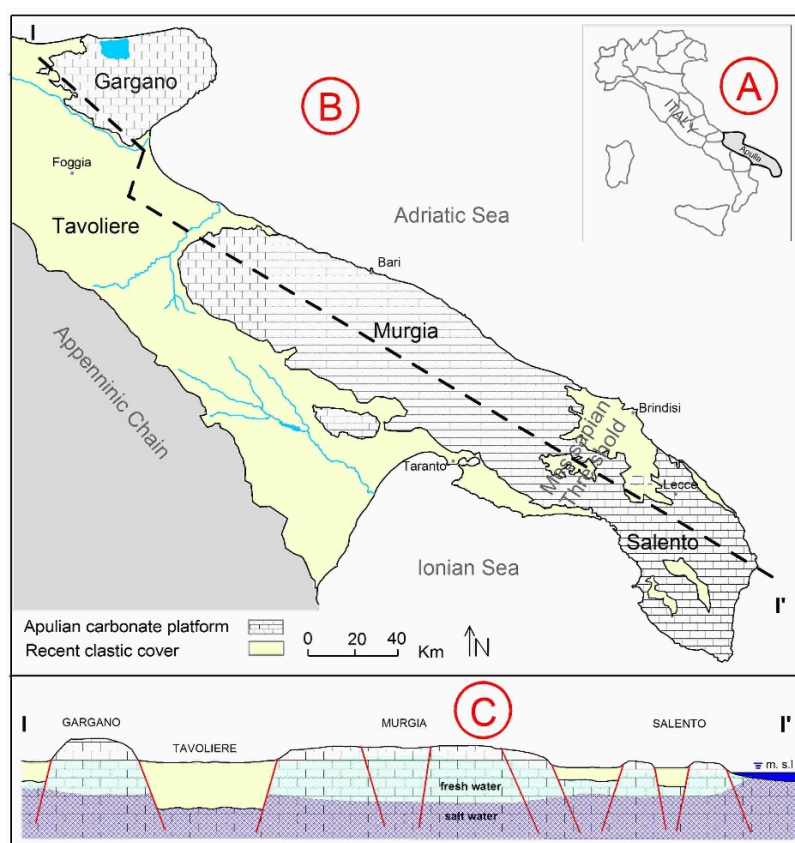 I
Gargano
B
A
ITALY
Apulia
Foggia
Tavoliere
Adriatic Sea
Bari
Murgia
Appenninic Chain
Brindisi
Messapian
Threshold
Taranto
Lecce
Salento
Ionian Sea
I'
Apulian carbonate platform
Recent clastic cover
0 20 40
Km
N
C
I
GARGANO
MURGIA
SALENTO
I'
TAVOLIERE
m. s.l
fresh water
salt water